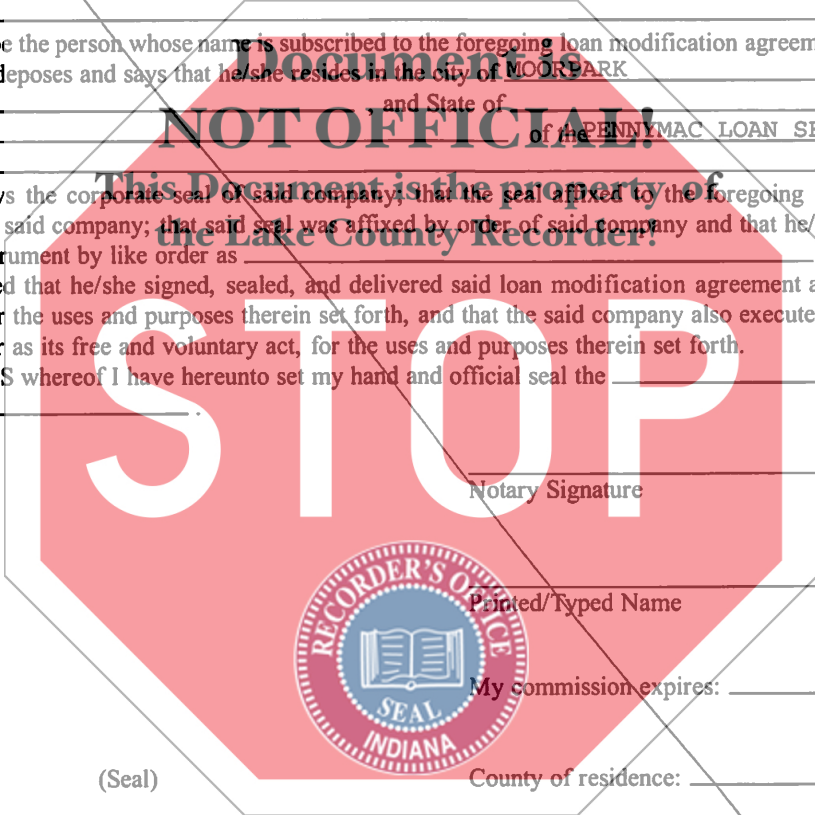 e the person whose name is subscribed to the foregoing loan modification agreem
Document is
deposes and says that he/she resides in the city of MOORPARK
, and State of
NOT OFFICIAL!
of the PENNYMAC LOAN SE
This Document is the property of
s the corporate seal of said company; that the seal affixed to the foregoing
said company; that said seal was affixed by order of said company and that he/
the Lake County Recorder!
rument by like order as
d that he/she signed, sealed, and delivered said loan modification agreement a
r the uses and purposes therein set forth, and that the said company also execute
r as its free and voluntary act, for the uses and purposes therein set forth.
S whereof I have hereunto set my hand and official seal the
.
STOP
Notary Signature
RECORDER'S OFFICE
Printed/Typed Name
My commission expires:
SEAL
INDIANA
(Seal)
County of residence: